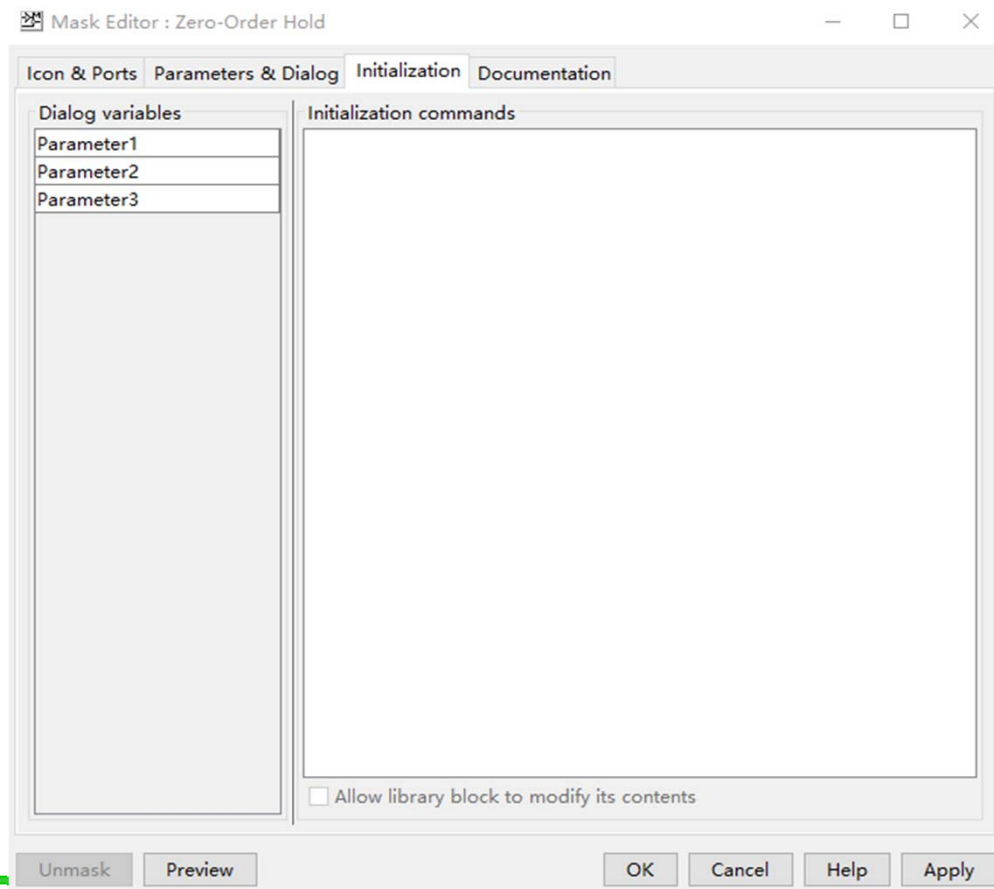 Mask Editor : Zero-Order Hold
Icon & Ports Parameters & Dialog Initialization Documentation
Dialog variables
Parameter1
Parameter2
Parameter3
Initialization commands
Allow library block to modify its contents
Unmask Preview OK Cancel Help Apply